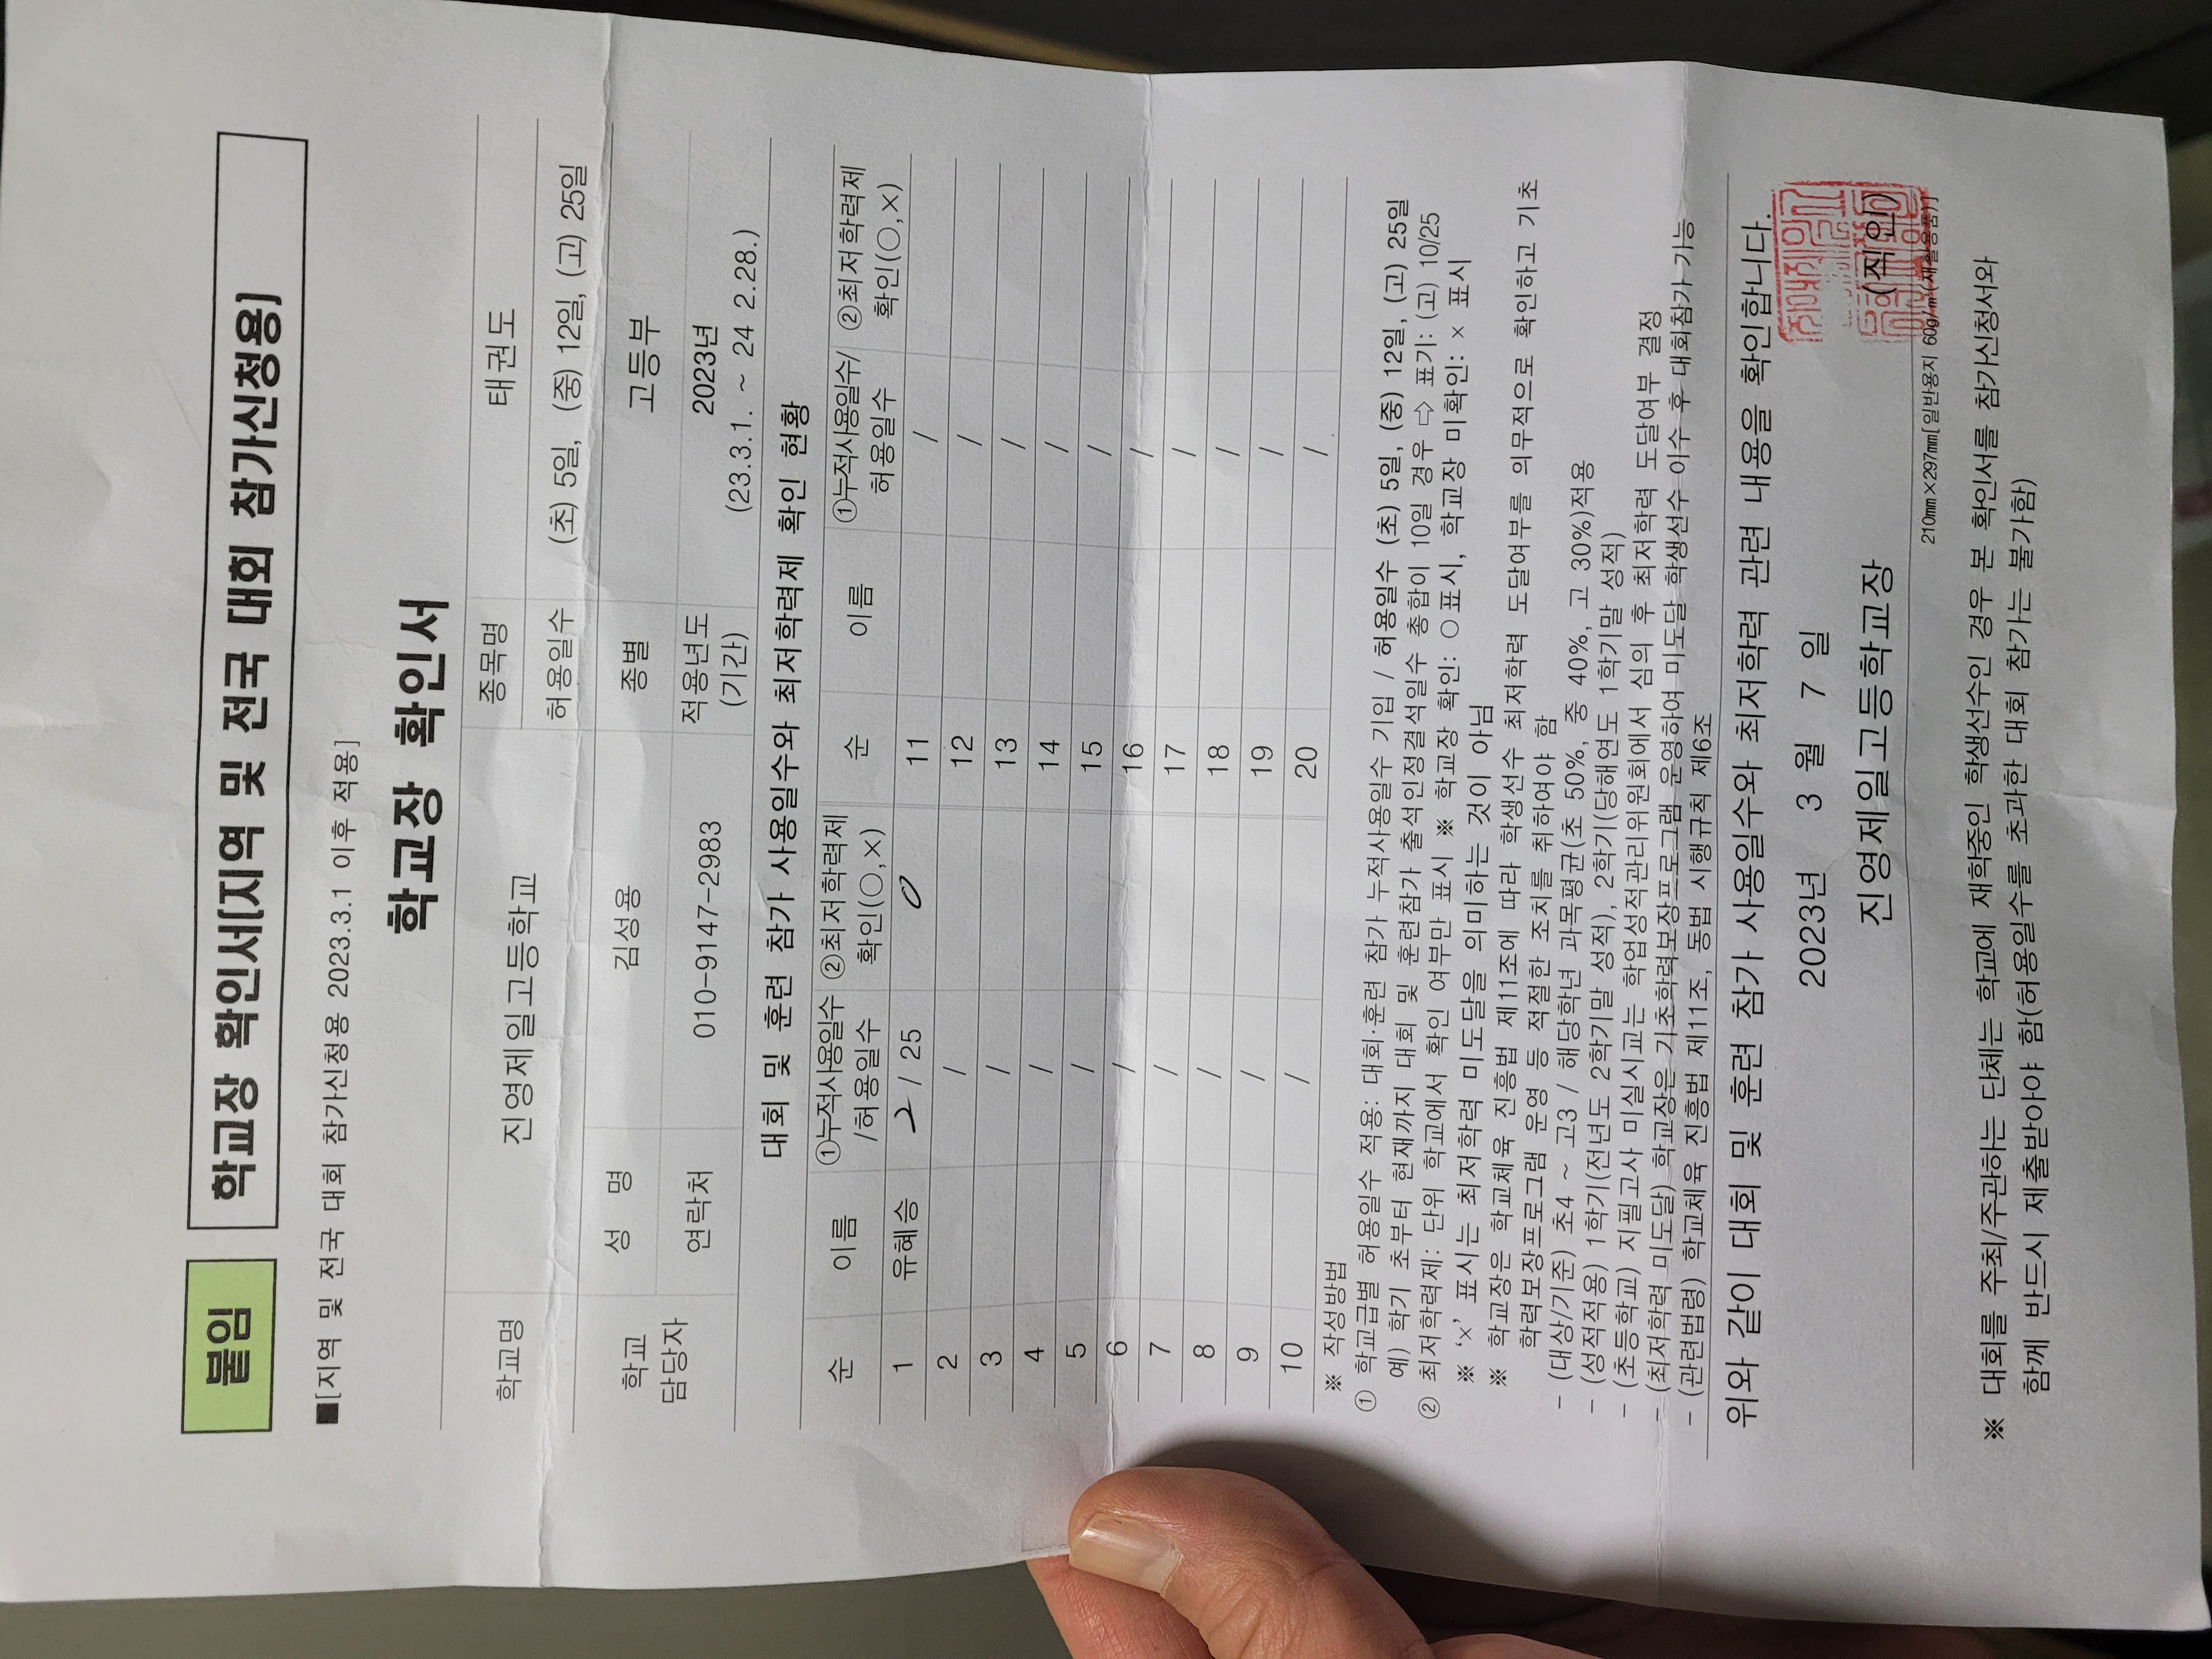 붙임
학교장 확인서[지역 및 전국 대회 참가신청용]
■[지역 및 전국 대회 참가신청용 2023.3.1 이후 적용]
학교장 확인서
학교명 진영제일고등학교 종목명 태권도
허용일수 (초) 5일, (중) 12일, (고) 25일
학교 담당자 성 명 김성용 종별 고등부
연락처 010-9147-2983 적용년도 (기간) 2023년 (23.3.1. ~ 24 2.28.)
대회 및 훈련 참가 사용일수와 최저학력제 확인 현황
순 이름 ①누적사용일수 /허용일수 ②최저학력제 확인(○,×) 순 이름 ①누적사용일수/ 허용일수 ②최저학력제 확인(○,×)
1 유혜승 2 / 25 0 11 /
2 / 12 /
3 / 13 /
4 / 14 /
5 / 15 /
6 / 16 /
7 / 17 /
8 / 18 /
9 / 19 /
10 / 20 /
※ 작성방법
① 학교급별 허용일수 적용: 대회·훈련 참가 누적사용일수 기입 / 허용일수 (초) 5일, (중) 12일, (고) 25일
예) 학기 초부터 현재까지 대회 및 훈련참가 출석인정결석일수 총합이 10일 경우 ⇨ 표기: (고) 10/25
② 최저학력제: 단위 학교에서 확인 여부만 표시 ※ 학교장 확인: ○ 표시, 학교장 미확인: × 표시
※ '×' 표시는 최저학력 미도달을 의미하는 것이 아님
※ 학교장은 학교체육 진흥법 제11조에 따라 학생선수 최저학력 도달여부를 의무적으로 확인하고 기초
학력보장프로그램 운영 등 적절한 조치를 취하여야 함
- (대상/기준) 초4 ~ 고3 / 해당학년 과목평균(초 50%, 중 40%, 고 30%)적용
- (성적적용) 1학기(전년도 2학기말 성적), 2학기(당해연도 1학기말 성적)
- (초등학교) 지필고사 미실시교는 학업성적관리위원회에서 심의 후 최저학력 도달여부 결정
- (최저학력 미도달) 학교장은 기초학력보장프로그램 운영하여 미도달 학생선수 이수 후 대회참가 가능
- (관련법령) 학교체육 진흥법 제11조, 동법 시행규칙 제6조
위와 같이 대회 및 훈련 참가 사용일수와 최저학력 관련 내용을 확인합니다.
2023년 3 월 7 일
진영제일고등학교장 (직인)
210㎜×297㎜[일반용지 60g/㎡(재활용품)]
※ 대회를 주최/주관하는 단체는 학교에 재학중인 학생선수인 경우 본 확인서를 참가신청서와
함께 반드시 제출받아야 함(허용일수를 초과한 대회 참가는 불가함)